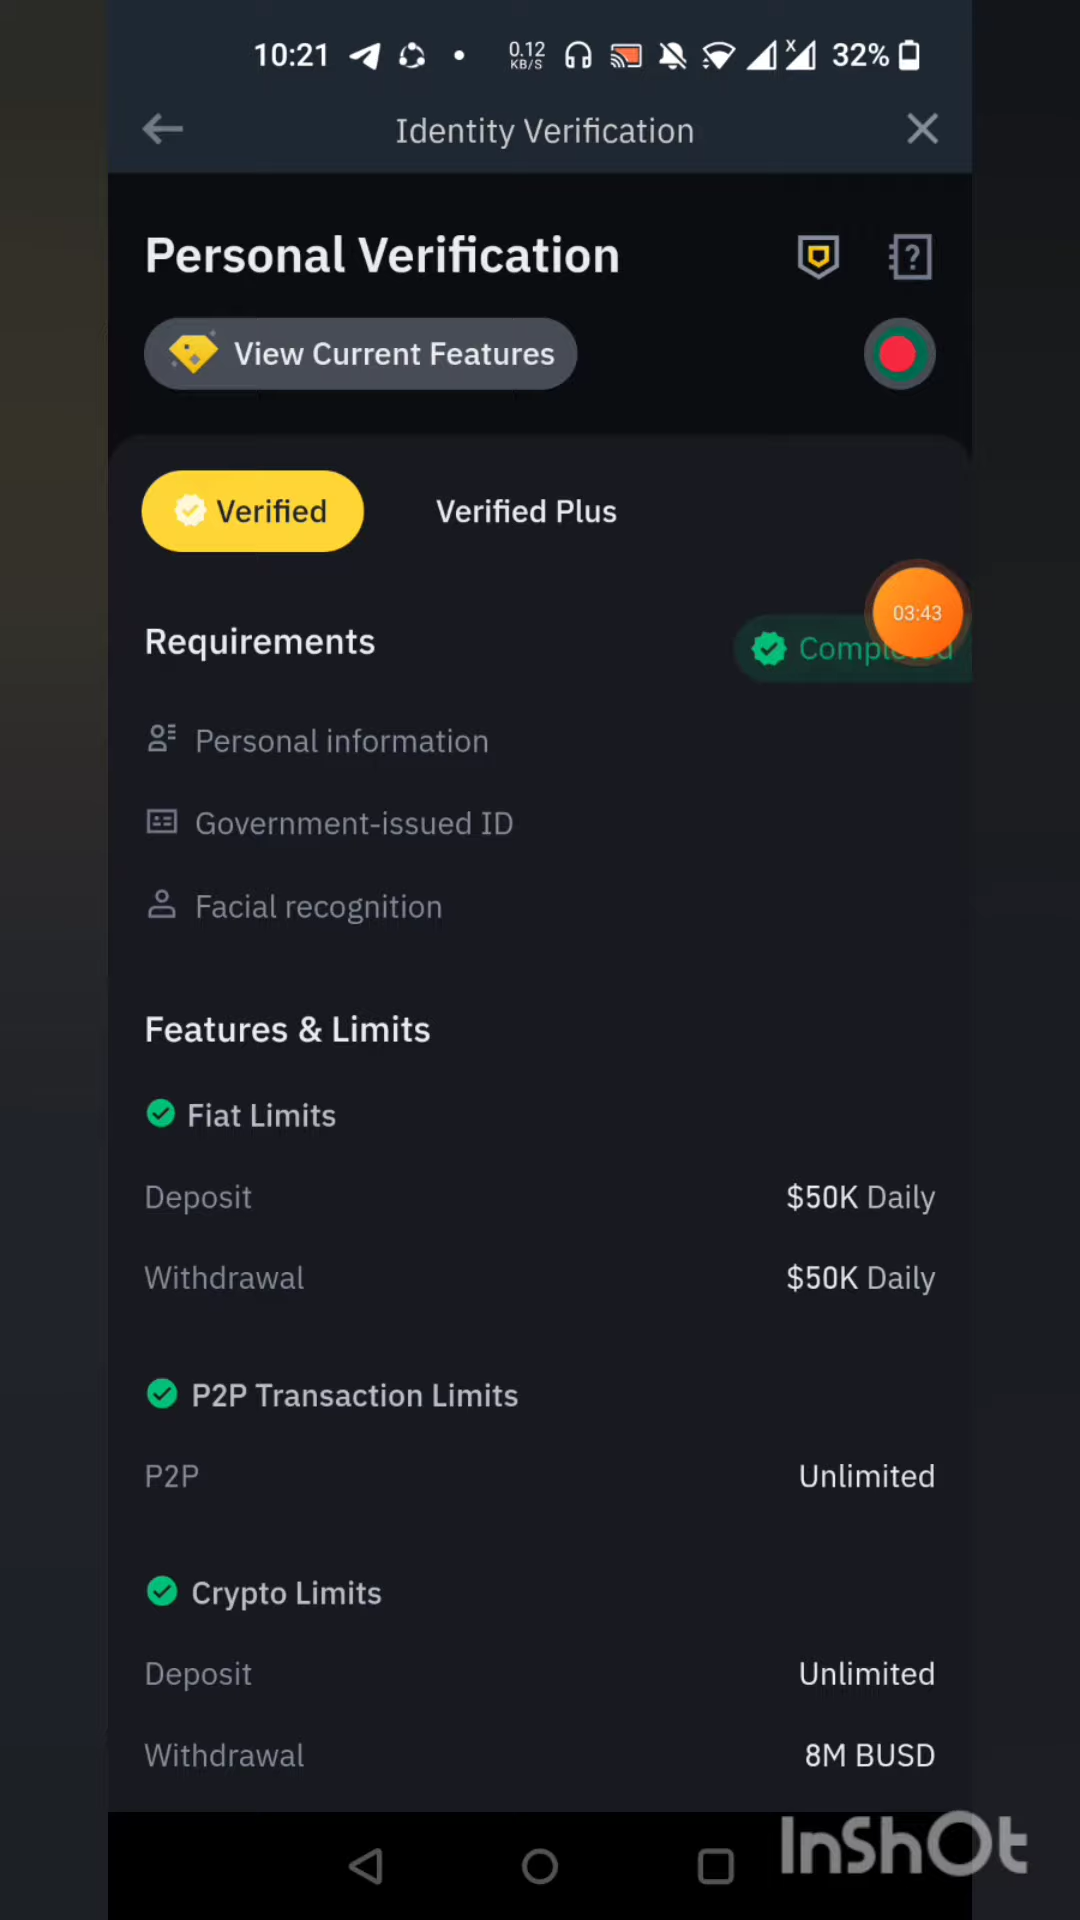 10:21 0.12 KB/S 32%
Identity Verification
Personal Verification
View Current Features
Verified Verified Plus
03:43
Requirements Completed
Personal information
Government-issued ID
Facial recognition
Features & Limits
Fiat Limits
Deposit $50K Daily
Withdrawal $50K Daily
P2P Transaction Limits
P2P Unlimited
Crypto Limits
Deposit Unlimited
Withdrawal 8M BUSD
InShOt